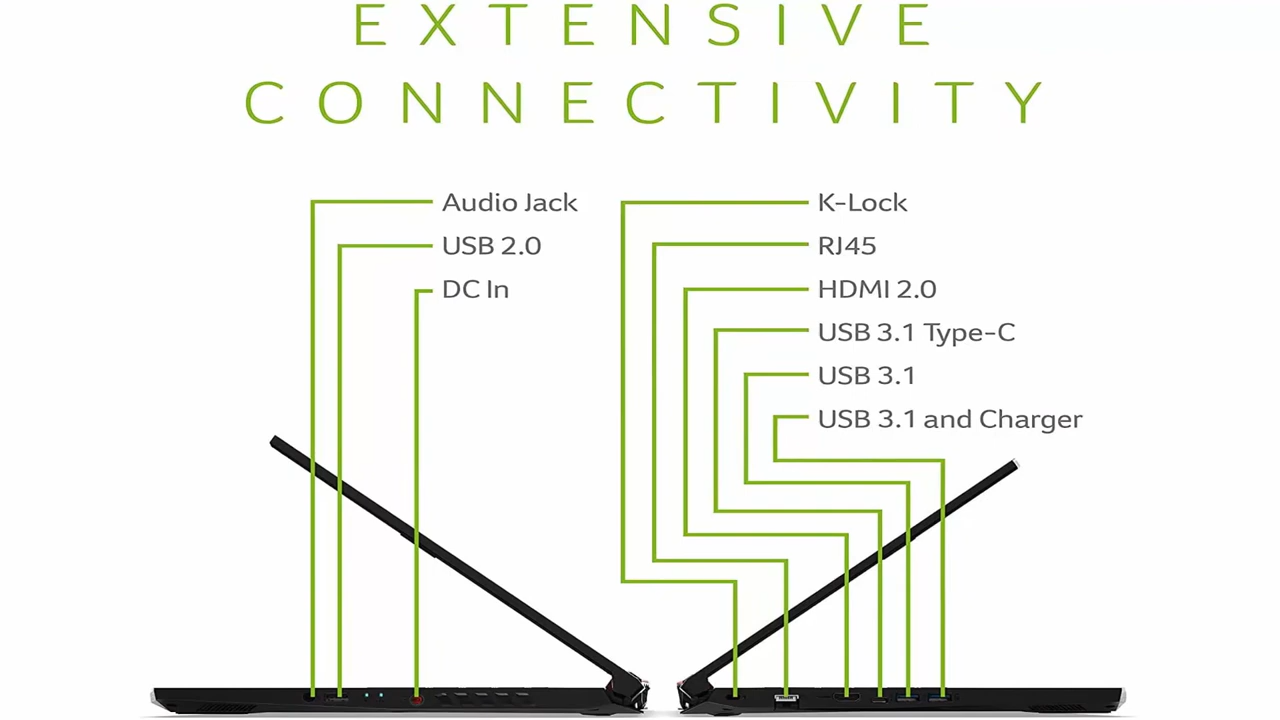 EXTENSIVE
CONNECTIVITY
Audio Jack
USB 2.0
DC In
K-Lock
RJ45
HDMI 2.0
USB 3.1 Type-C
USB 3.1
USB 3.1 and Charger